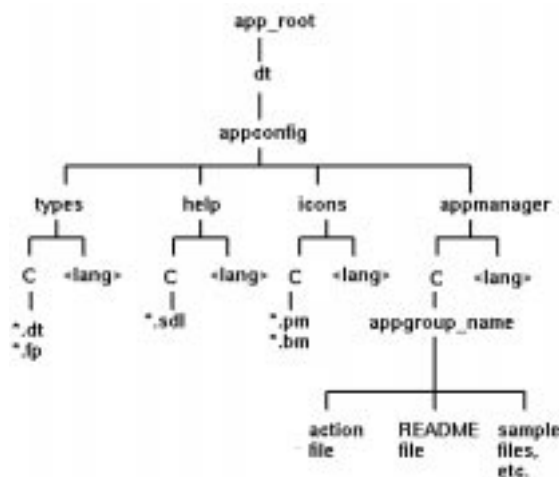 app_root
dt
appconfig
types help icons appmanager
C <lang> C <lang> C <lang> C <lang>
*.dt *.sdl *.pm appgroup_name
*.fp *.bm
action README sample
file file files,
etc.